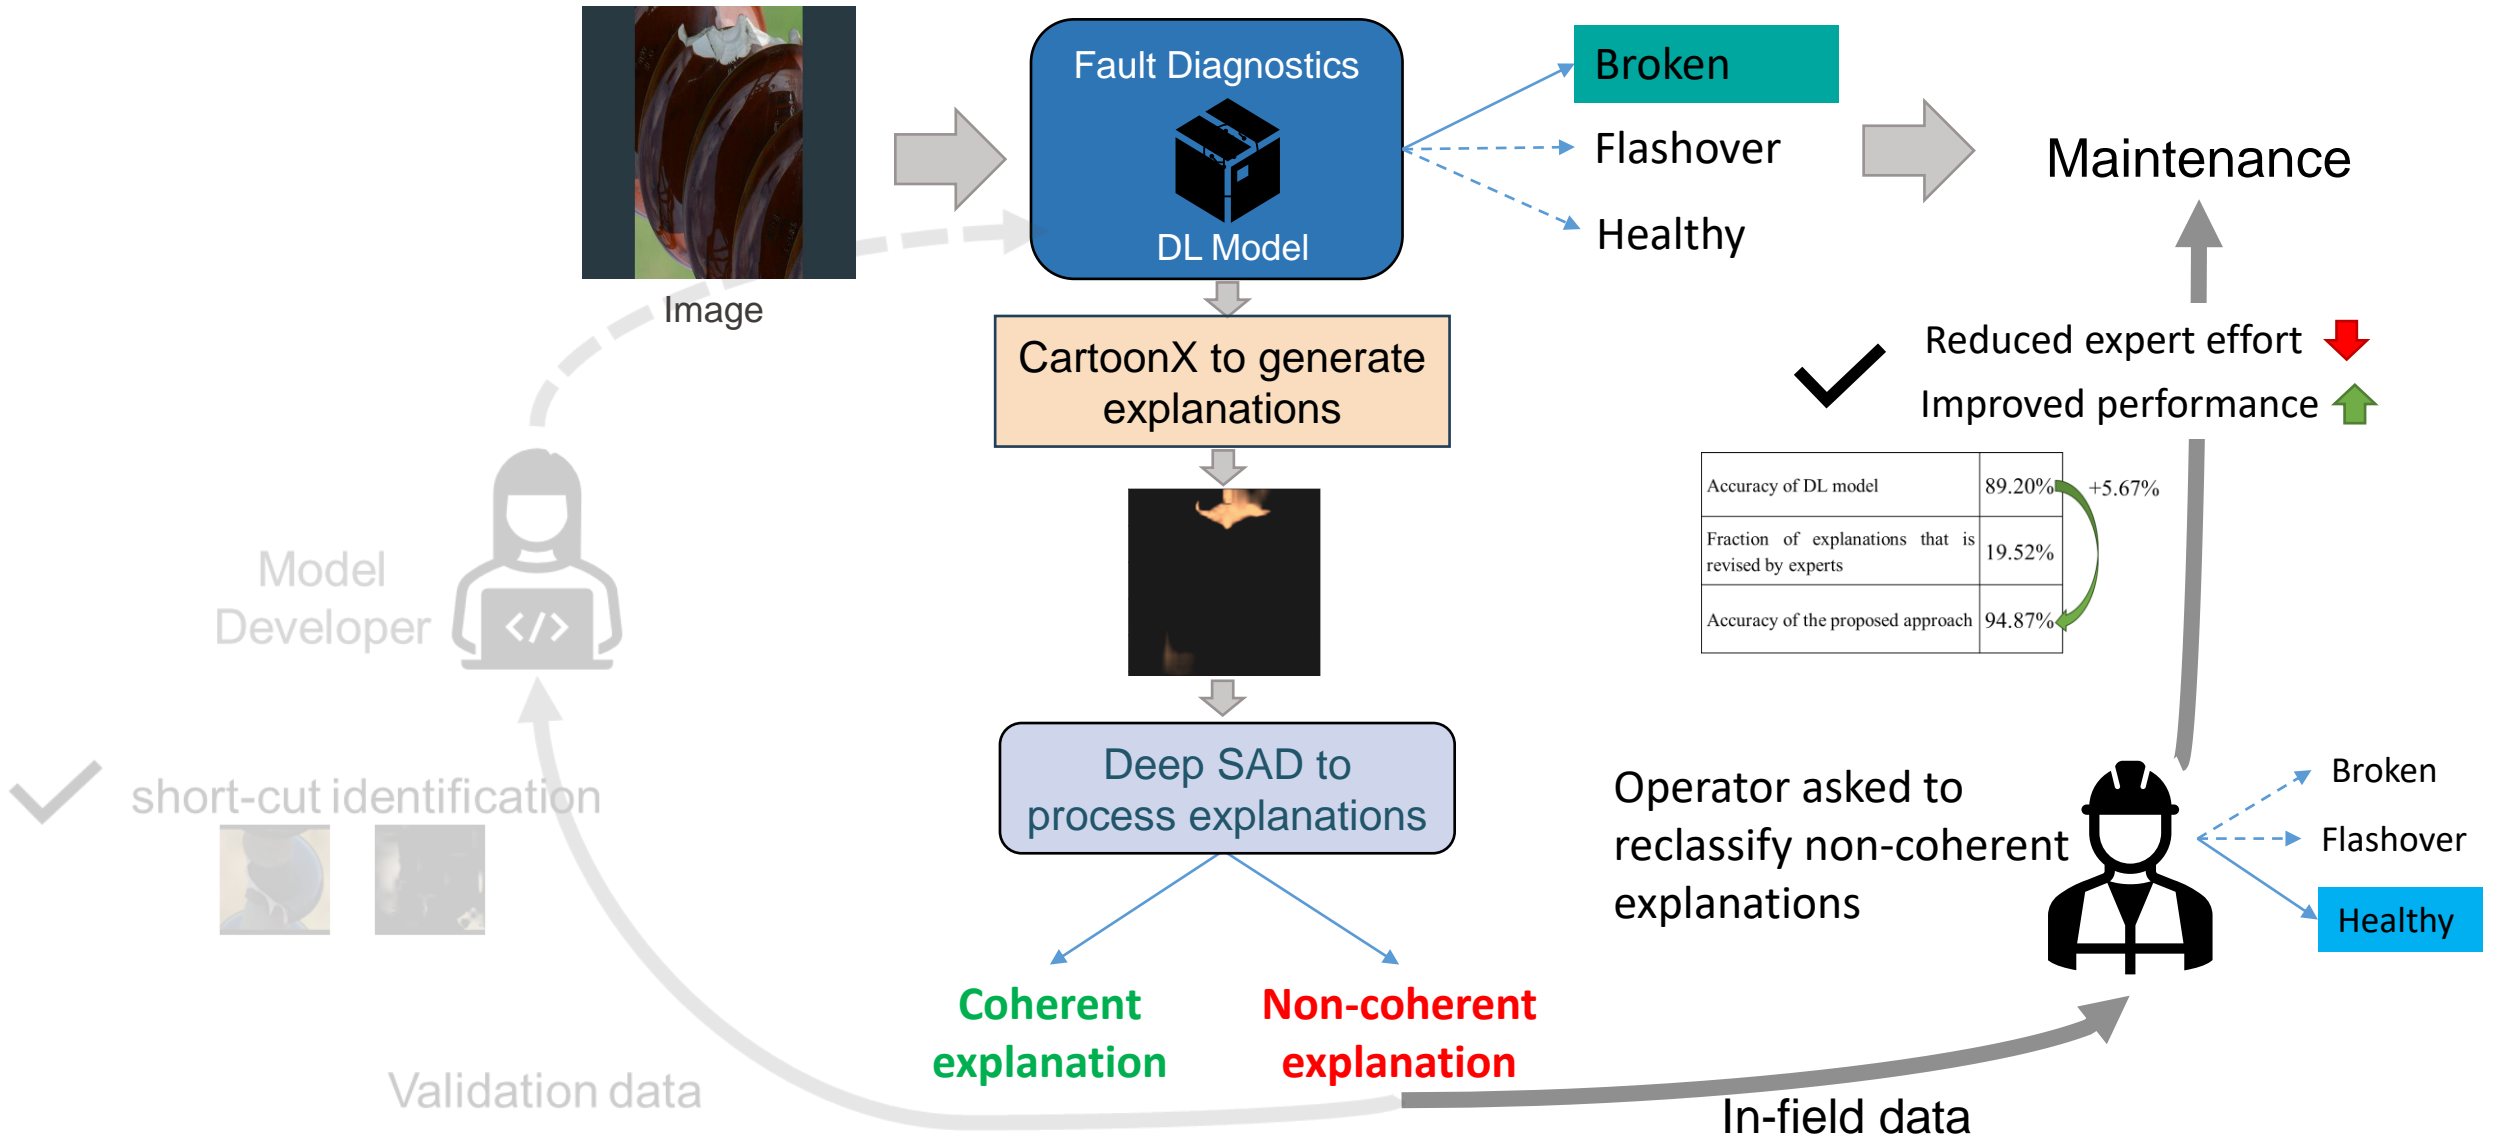 Fault Diagnostics
DL Model
Image
Broken
Flashover
Healthy
Maintenance
CartoonX to generate
explanations
Reduced expert effort
Improved performance
Accuracy of DL model 89.20% +5.67%
Fraction of explanations that is
revised by experts 19.52%
Accuracy of the proposed approach 94.87%
Model
Developer
</>
short-cut identification
Deep SAD to
process explanations
Operator asked to
reclassify non-coherent
explanations
Broken
Flashover
Healthy
Coherent
explanation
Non-coherent
explanation
Validation data
In-field data